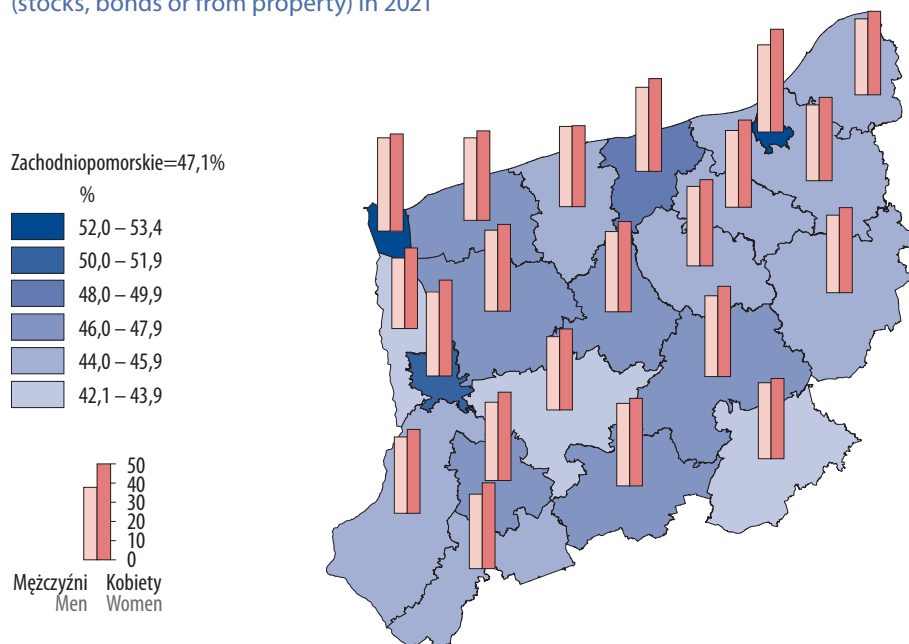 (stocks, bonds or from property) in 2021
Zachodniopomorskie=47,1%
%
52,0 – 53,4
50,0 – 51,9
48,0 – 49,9
46,0 – 47,9
44,0 – 45,9
42,1 – 43,9
50
40
30
20
10
0
Mężczyźni Kobiety
Men Women